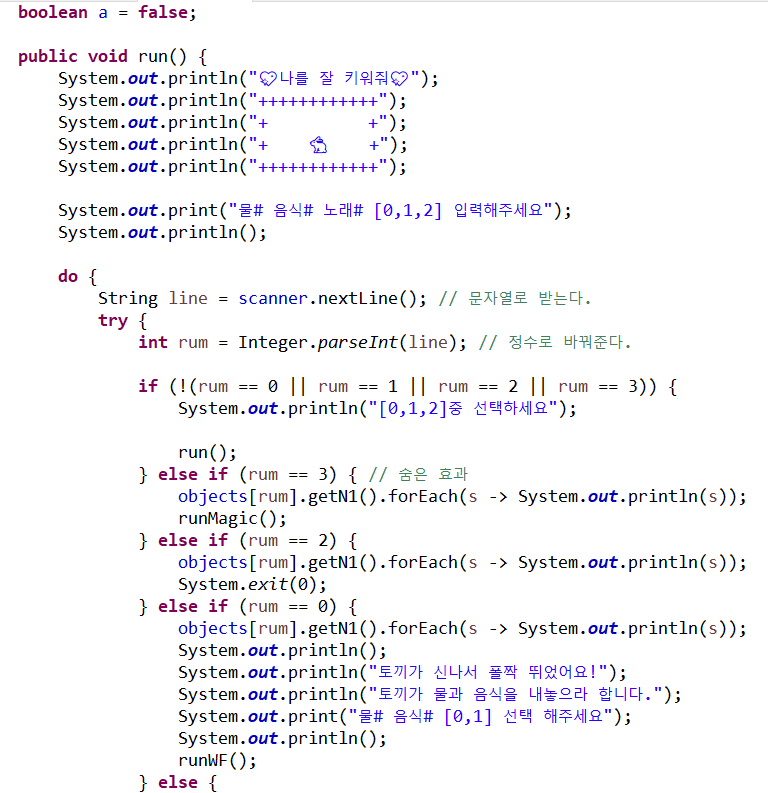 boolean a = false;
public void run() {
System.out.println("💘나를 잘 키워줘💘");
System.out.println("++++++++++++");
System.out.println("+          +");
System.out.println("+    🐇    +");
System.out.println("++++++++++++");
System.out.print("물# 음식# 노래# [0,1,2] 입력해주세요");
System.out.println();
do {
String line = scanner.nextLine(); // 문자열로 받는다.
try {
int rum = Integer.parseInt(line); // 정수로 바꿔준다.
if (!(rum == 0 || rum == 1 || rum == 2 || rum == 3)) {
System.out.println("[0,1,2]중 선택하세요");
run();
} else if (rum == 3) { // 숨은 효과
objects[rum].getN1().forEach(s -> System.out.println(s));
runMagic();
} else if (rum == 2) {
objects[rum].getN1().forEach(s -> System.out.println(s));
System.exit(0);
} else if (rum == 0) {
objects[rum].getN1().forEach(s -> System.out.println(s));
System.out.println();
System.out.println("토끼가 신나서 폴짝 뛰었어요!");
System.out.println("토끼가 물과 음식을 내놓으라 합니다.");
System.out.print("물# 음식# [0,1] 선택 해주세요");
System.out.println();
runWF();
} else {